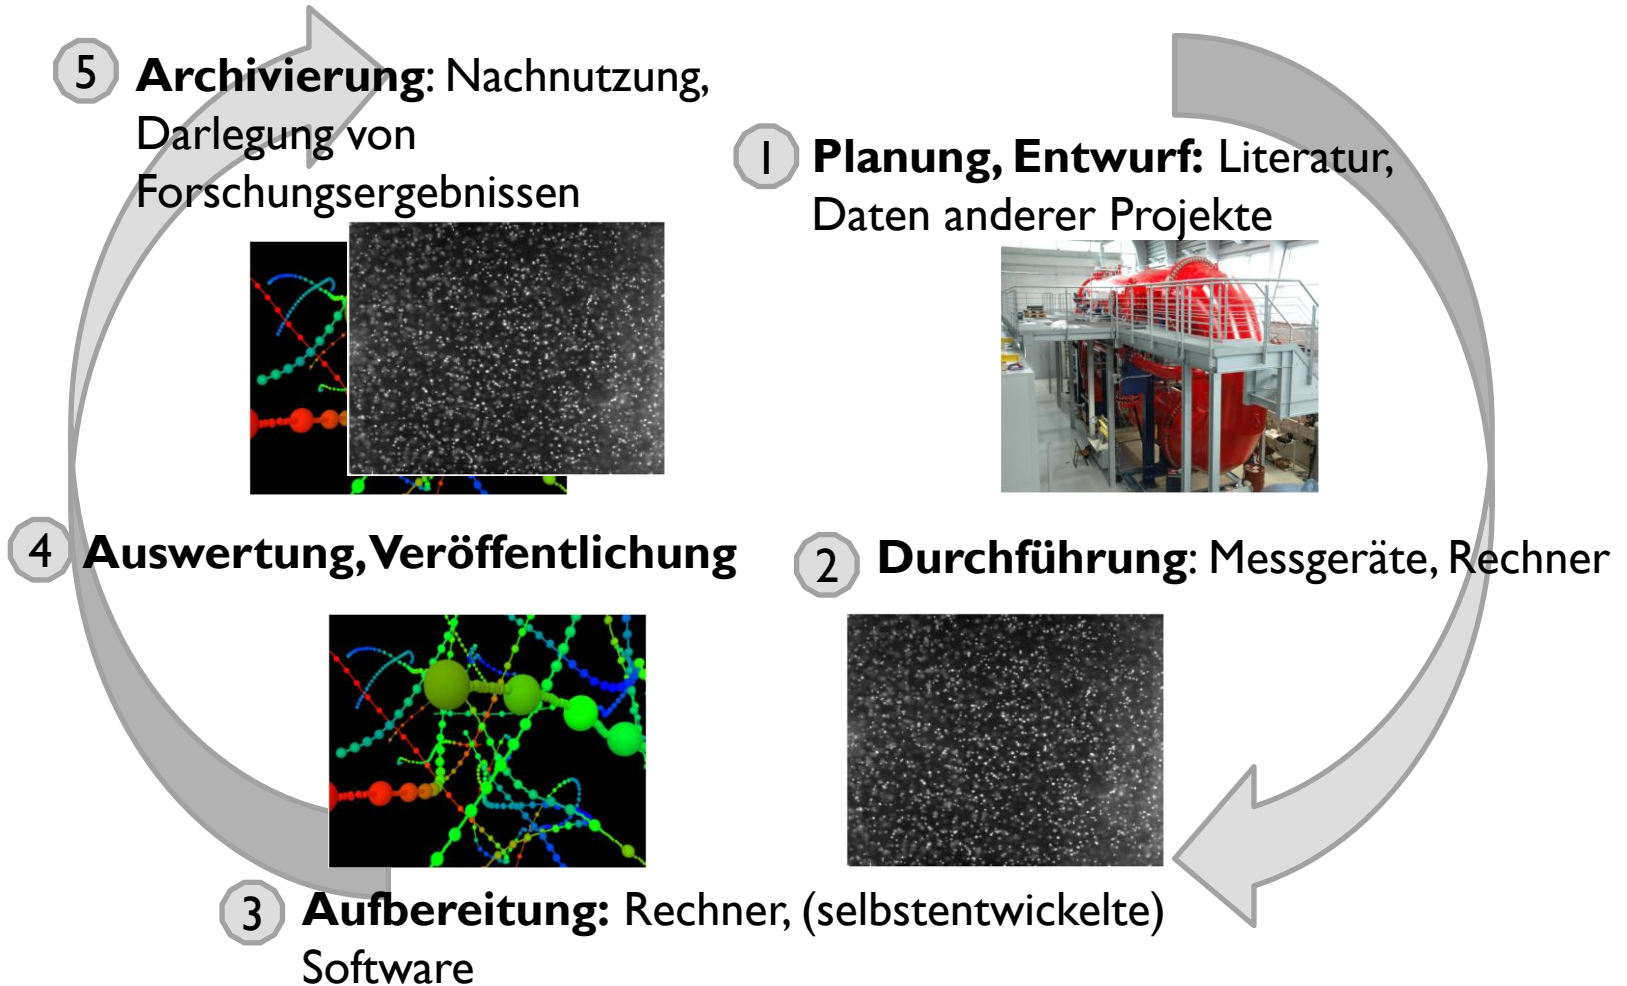 5 Archivierung: Nachnutzung,
Darlegung von
Forschungsergebnissen
1 Planung, Entwurf: Literatur,
Daten anderer Projekte
4 Auswertung, Veröffentlichung
2 Durchführung: Messgeräte, Rechner
3 Aufbereitung: Rechner, (selbstentwickelte)
Software